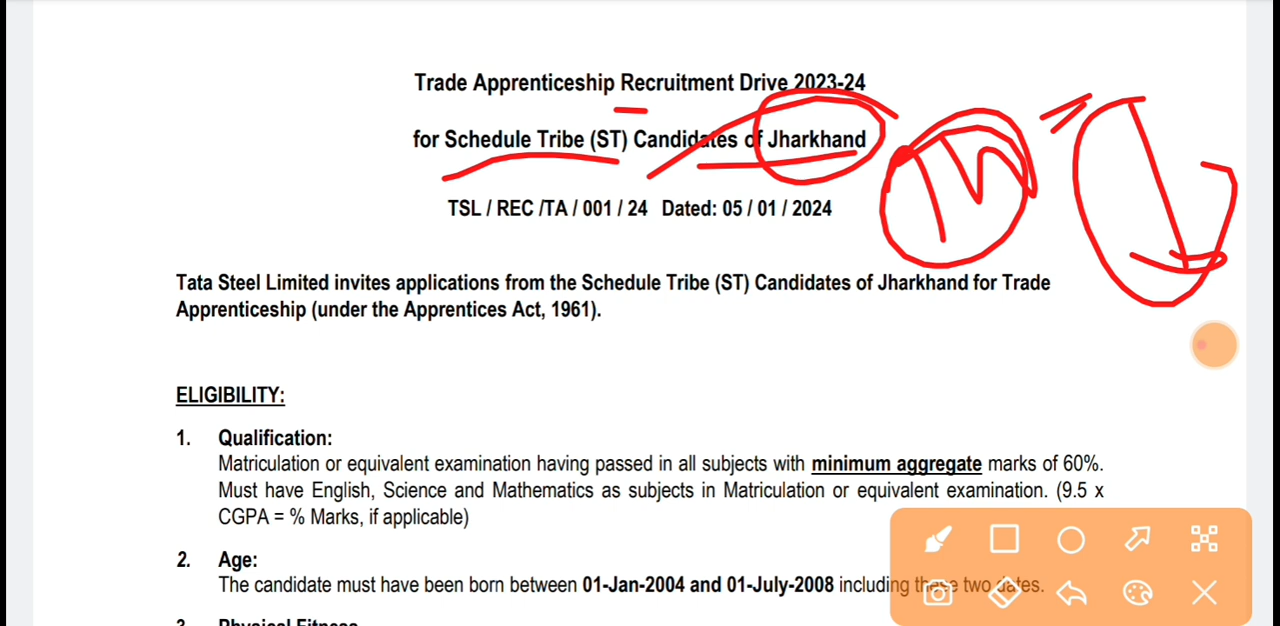 Trade Apprenticeship Recruitment Drive 2023-24
for Schedule Tribe (ST) Candidates of Jharkhand
TSL / REC /TA / 001 / 24 Dated: 05 / 01 / 2024
Tata Steel Limited invites applications from the Schedule Tribe (ST) Candidates of Jharkhand for Trade
Apprenticeship (under the Apprentices Act, 1961).
ELIGIBILITY:
1. Qualification:
Matriculation or equivalent examination having passed in all subjects with minimum aggregate marks of 60%.
Must have English, Science and Mathematics as subjects in Matriculation or equivalent examination. (9.5 x
CGPA = % Marks, if applicable)
2. Age:
The candidate must have been born between 01-Jan-2004 and 01-July-2008 including these two dates.
3. Physical Fitness